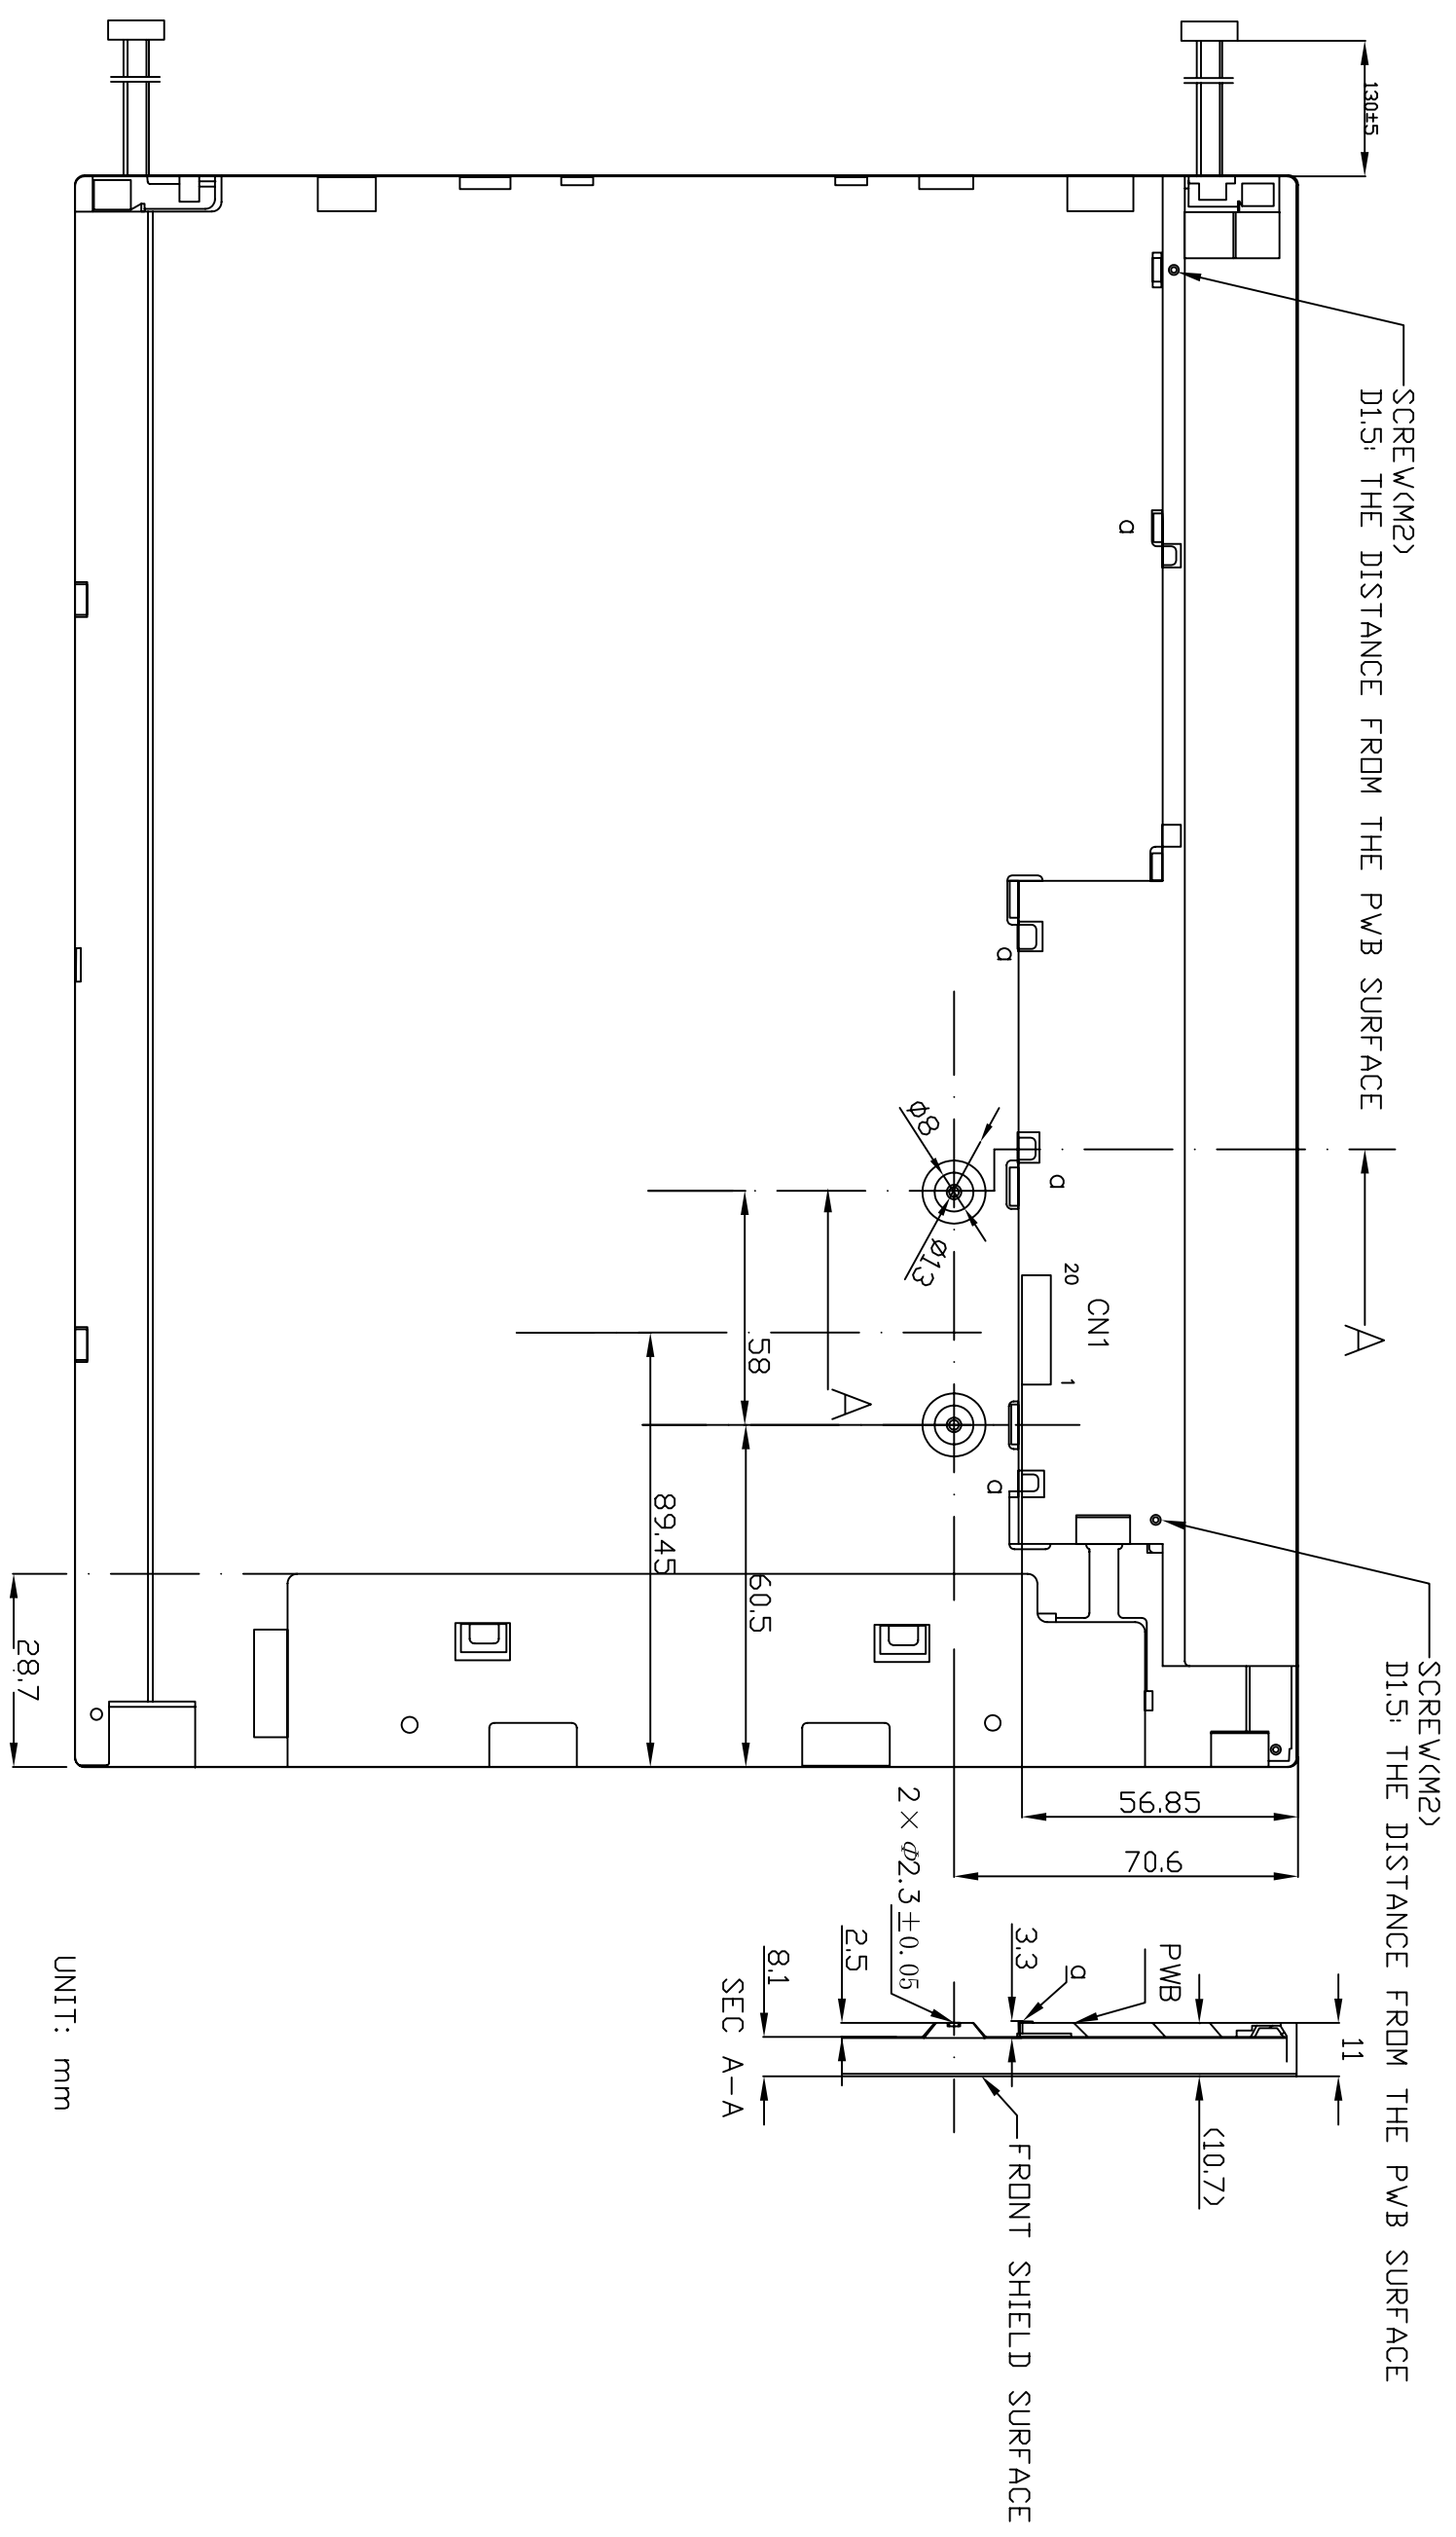 130±5
SCREW(M2)
D1.5: THE DISTANCE FROM THE PWB SURFACE
a
a
a
A
ø8
ø13
20
CN1
1
58
A
a
89.45
60.5
28.7
SCREW(M2)
D1.5: THE DISTANCE FROM THE PWB SURFACE
56.85
70.6
2×Φ2.3±0.05
2.5
8.1
3.3
a
PWB
11
(10.7)
SEC A-A
FRONT SHIELD SURFACE
UNIT: mm